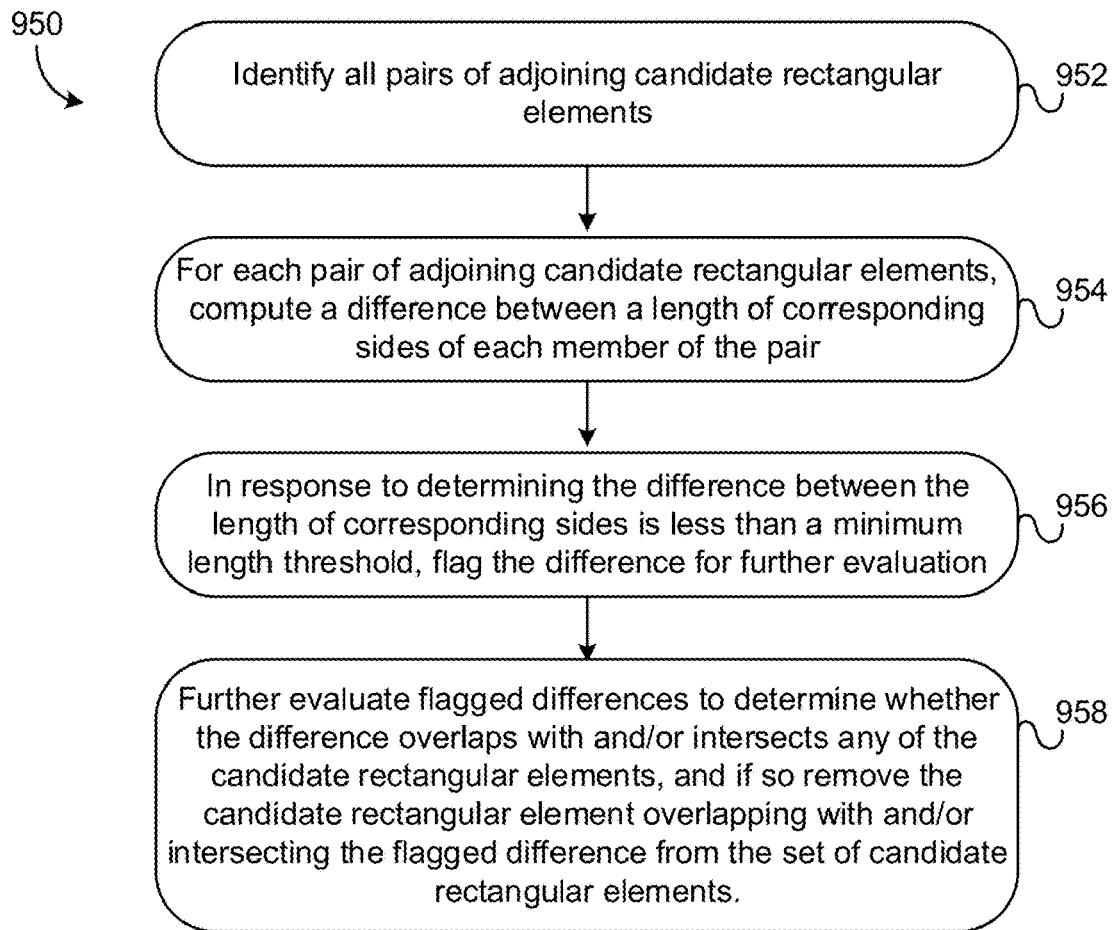 950
Identify all pairs of adjoining candidate rectangular
elements
952
For each pair of adjoining candidate rectangular elements,
compute a difference between a length of corresponding
sides of each member of the pair
954
In response to determining the difference between the
length of corresponding sides is less than a minimum
length threshold, flag the difference for further evaluation
956
Further evaluate flagged differences to determine whether
the difference overlaps with and/or intersects any of the
candidate rectangular elements, and if so remove the
candidate rectangular element overlapping with and/or
intersecting the flagged difference from the set of candidate
rectangular elements.
958